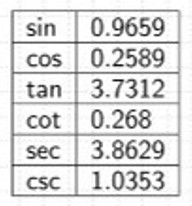 sin 0.9659
cos 0.2589
tan 3.7312
cot 0.268
sec 3.8629
csc 1.0353